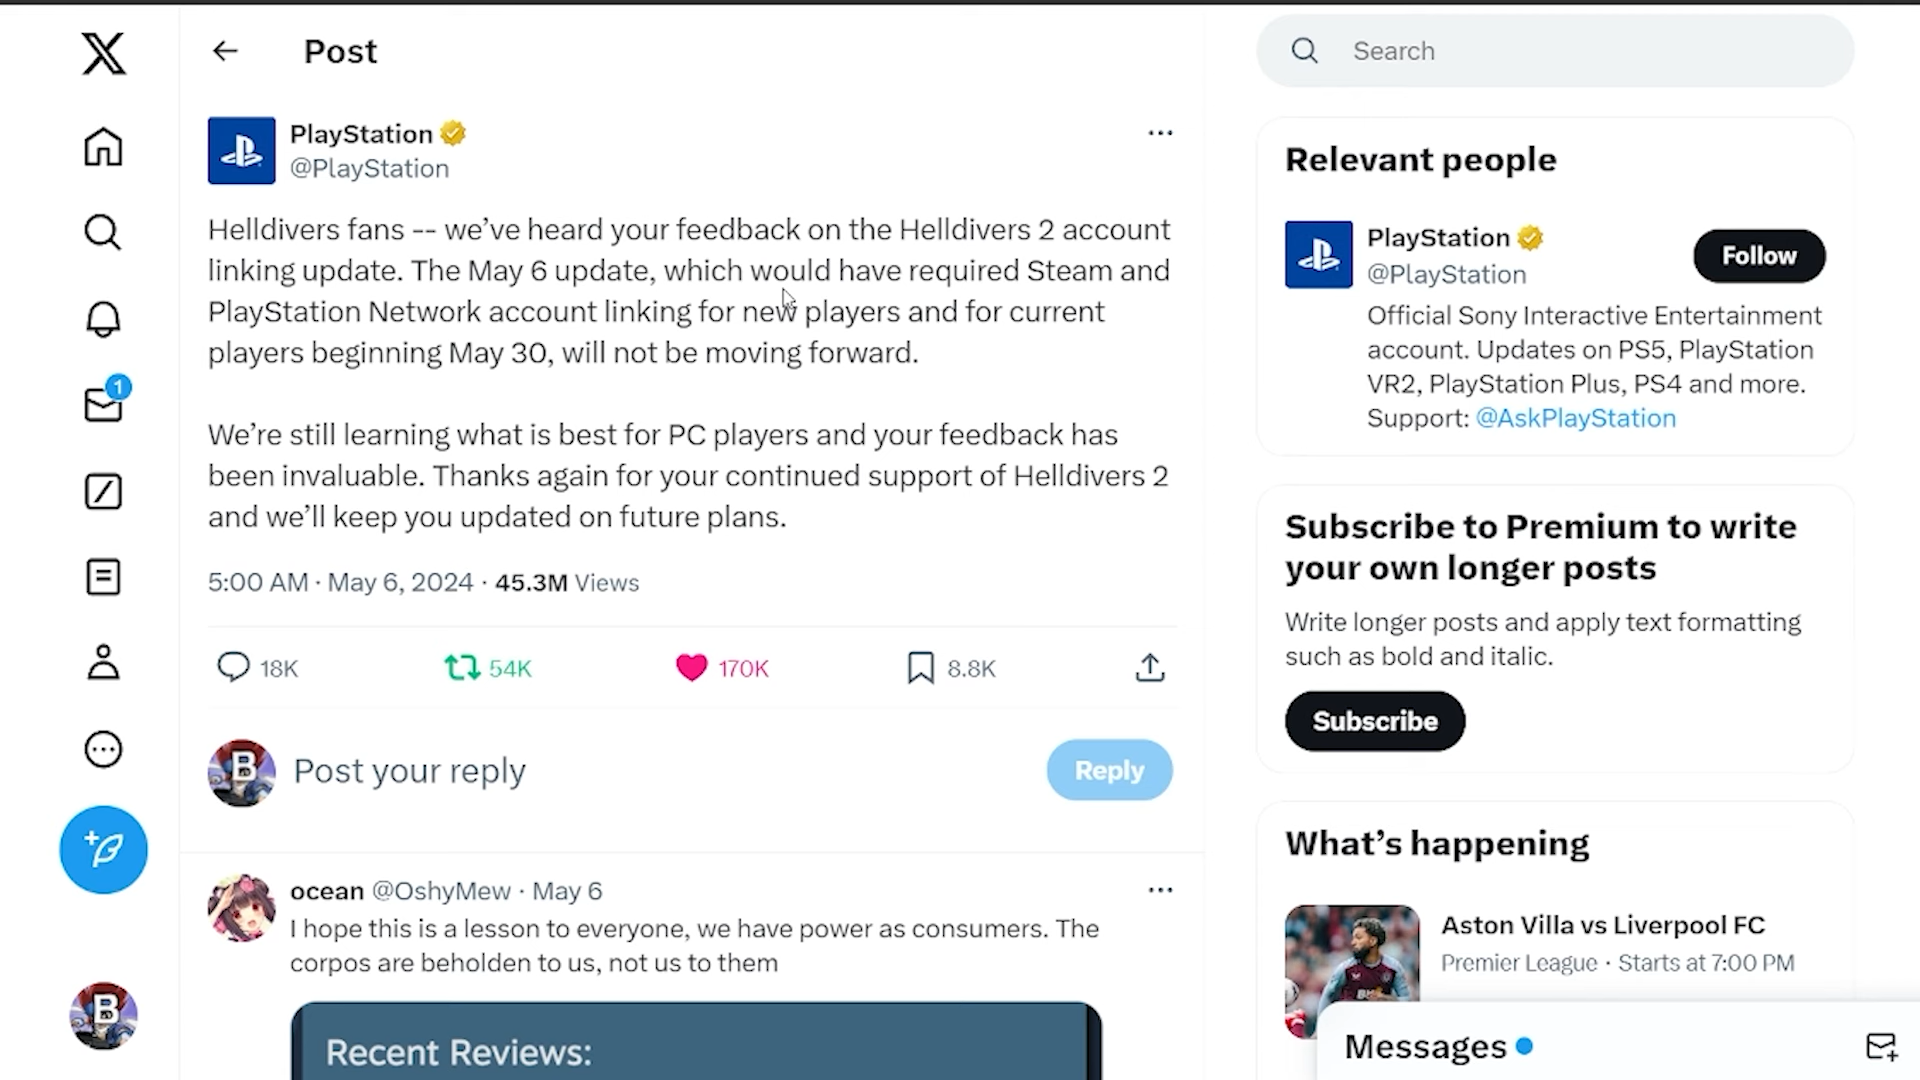 Post
PlayStation
@PlayStation
Helldivers fans -- we’ve heard your feedback on the Helldivers 2 account
linking update. The May 6 update, which would have required Steam and
PlayStation Network account linking for new players and for current
players beginning May 30, will not be moving forward.
We’re still learning what is best for PC players and your feedback has
been invaluable. Thanks again for your continued support of Helldivers 2
and we’ll keep you updated on future plans.
5:00 AM · May 6, 2024 · 45.3M Views
18K
54K
170K
8.8K
B
Post your reply
Reply
ocean @OshyMew · May 6
I hope this is a lesson to everyone, we have power as consumers. The
corpos are beholden to us, not us to them
Recent Reviews:
1
B
Search
Relevant people
PlayStation
@PlayStation
Follow
Official Sony Interactive Entertainment
account. Updates on PS5, PlayStation
VR2, PlayStation Plus, PS4 and more.
Support: @AskPlayStation
Subscribe to Premium to write
your own longer posts
Write longer posts and apply text formatting
such as bold and italic.
Subscribe
What’s happening
Aston Villa vs Liverpool FC
Premier League · Starts at 7:00 PM
Messages